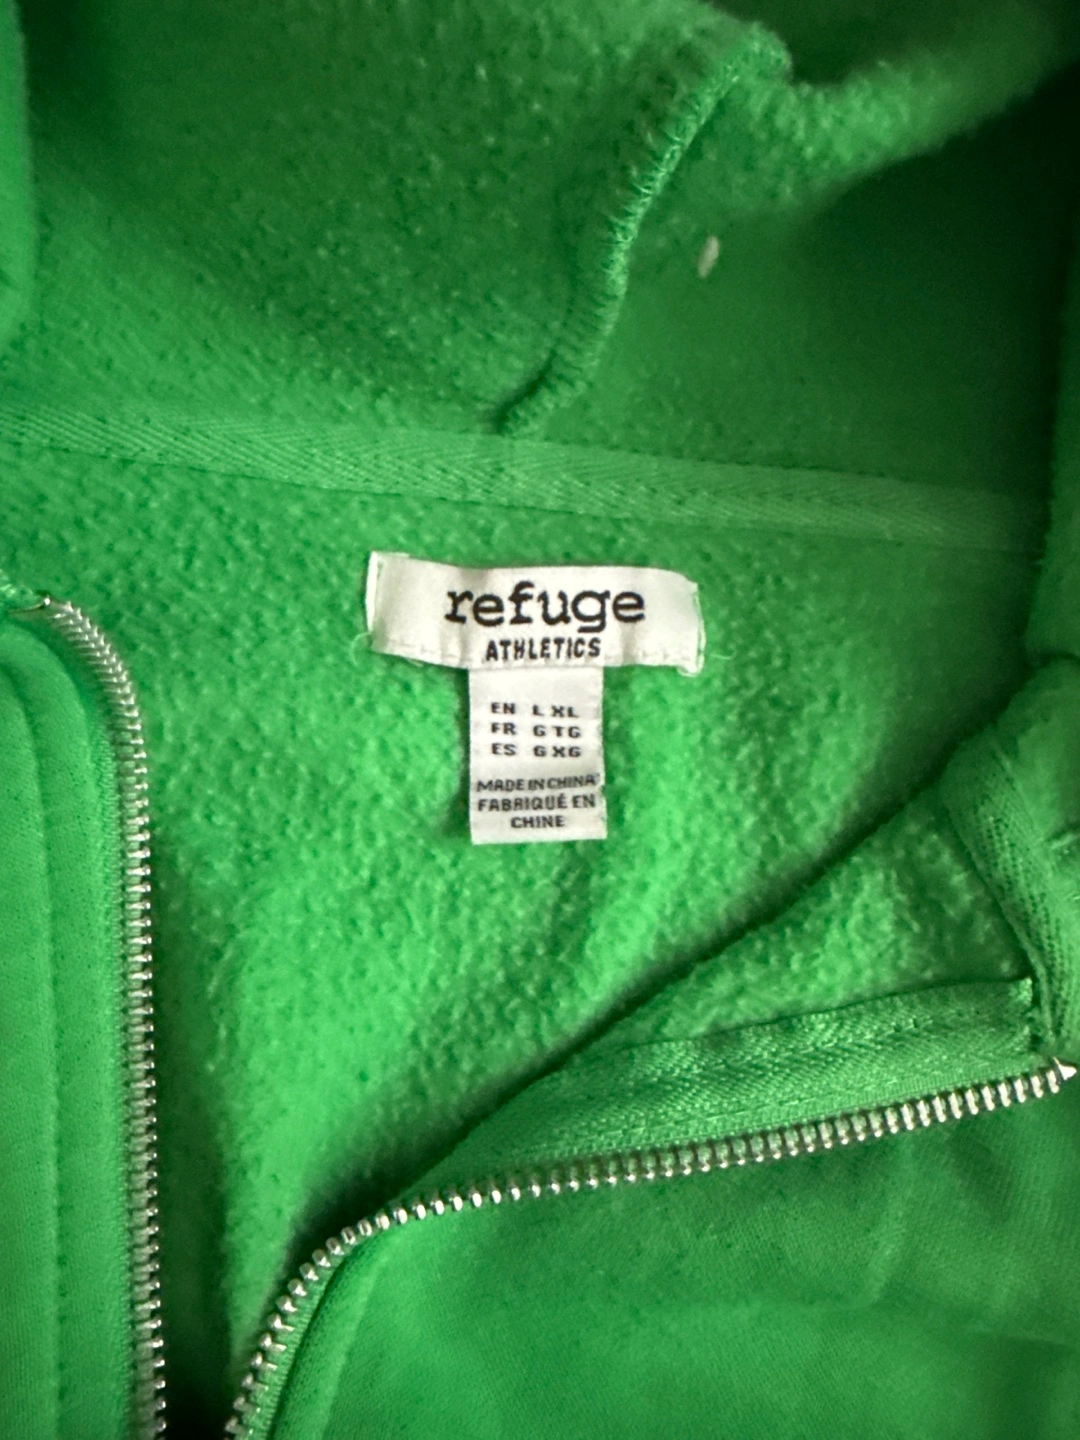 refuge
ATHLETICS
EN L XL
FR G TG
ES G XG
MADE IN CHINA
FABRIQUÉ EN
CHINE